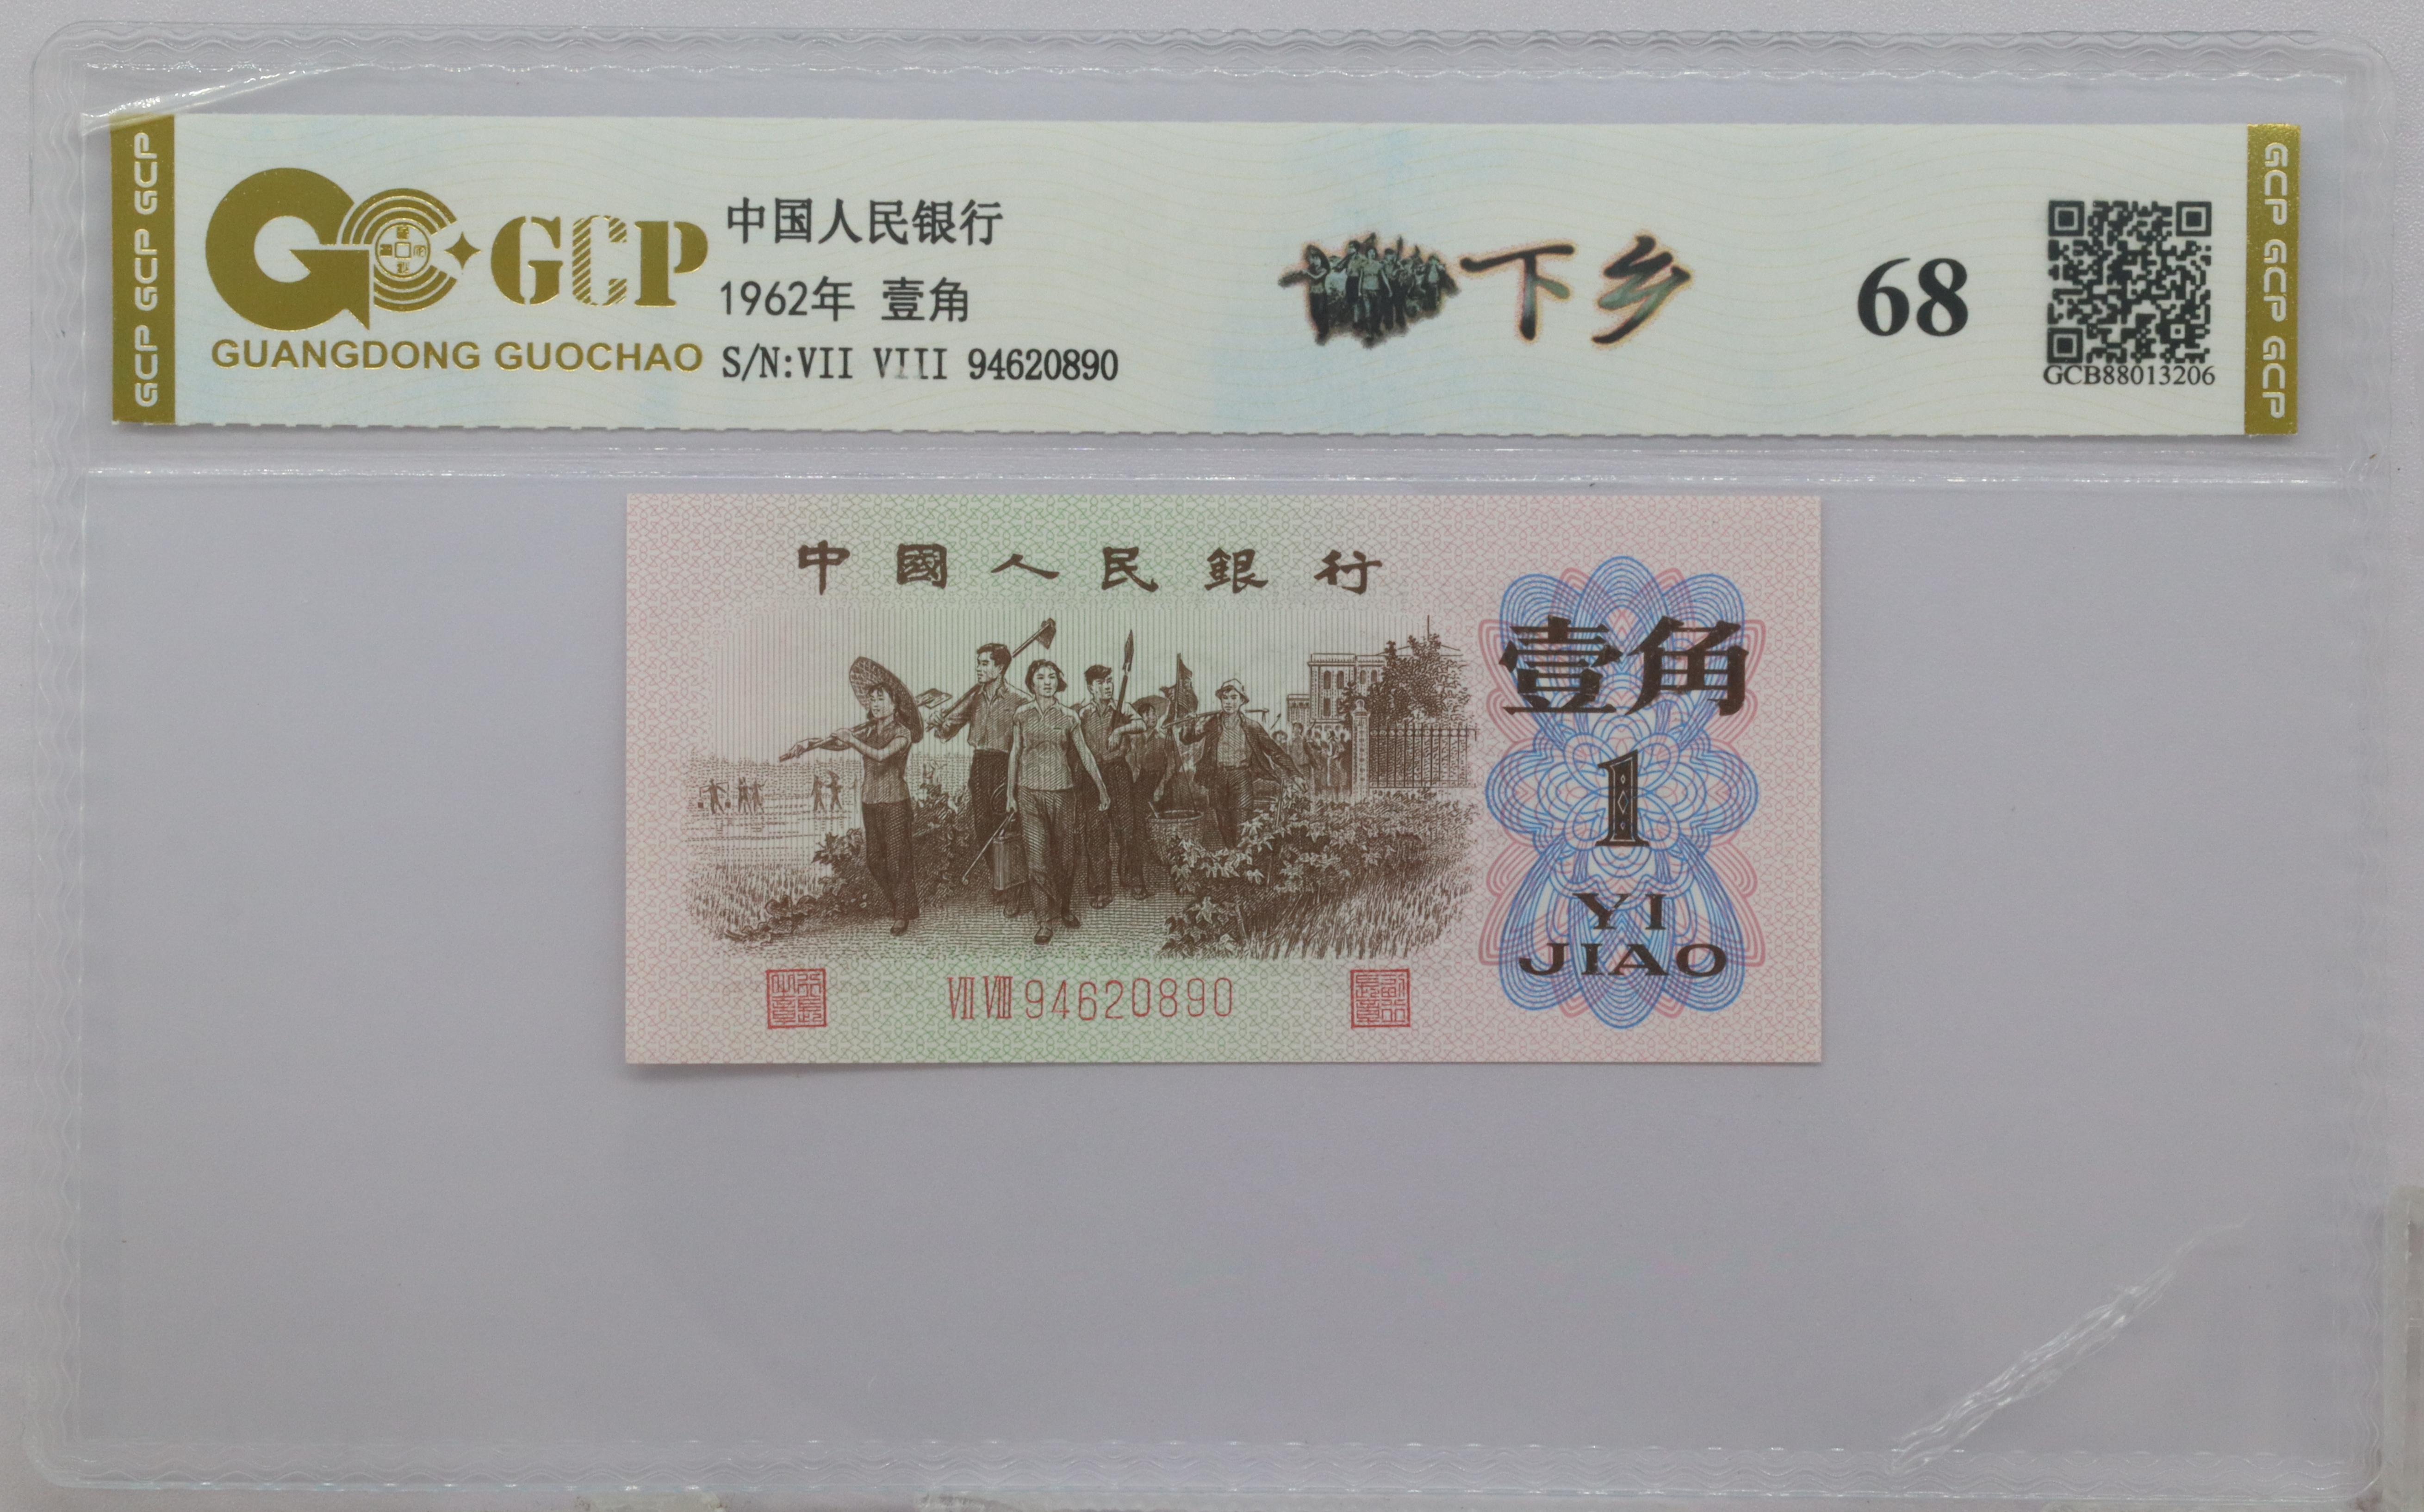 GCP GCP GCP
GCP
GUANGDONG GUOCHAO
中国人民银行
1962年 壹角
S/N:VII VIII 94620890
下乡
68
GCB88013206
GCP GCP GCP
中國人民銀行
壹角
1
YI
JIAO
VII VIII 94620890